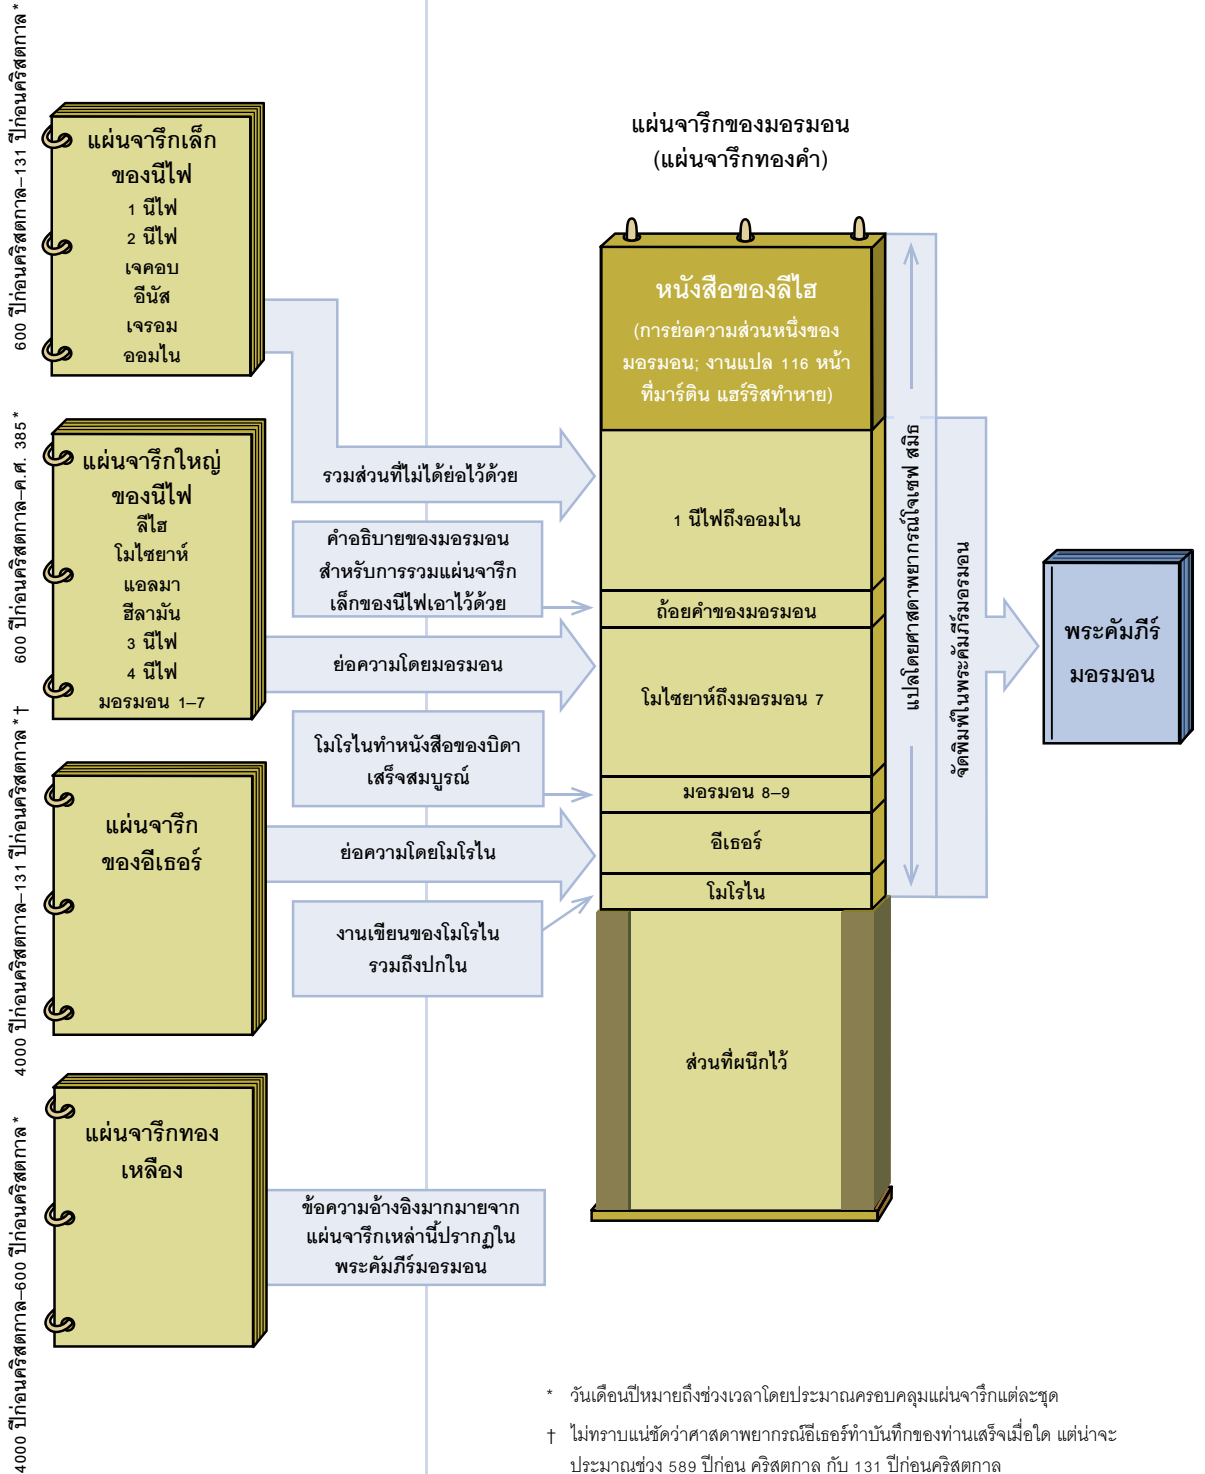 600 ปีก่อนคริสตกาล–131 ปีก่อนคริสตกาล*
แผ่นจารึกเล็ก
ของนีไฟ
1 นีไฟ
2 นีไฟ
เจคอบ
อีนัส
เจรอม
ออมไน
600 ปีก่อนคริสตกาล–ค.ศ. 385*
แผ่นจารึกใหญ่
ของนีไฟ
ลีไฮ
โมไซยาห์
แอลมา
ฮีลามัน
3 นีไฟ
4 นีไฟ
มอรมอน 1–7
4000 ปีก่อนคริสตกาล–131 ปีก่อนคริสตกาล*†
แผ่นจารึก
ของอีเธอร์
4000 ปีก่อนคริสตกาล–600 ปีก่อนคริสตกาล*
แผ่นจารึกทอง
เหลือง
รวมส่วนที่ไม่ได้ย่อไว้ด้วย
คำอธิบายของมอรมอน
สำหรับการรวมแผ่นจารึก
เล็กของนีไฟเอาไว้ด้วย
ย่อความโดยมอรมอน
โมโรไนทำหนังสือของบิดา
เสร็จสมบูรณ์
ย่อความโดยโมโรไน
งานเขียนของโมโรไน
รวมถึงปกใน
ข้อความอ้างอิงมากมายจาก
แผ่นจารึกเหล่านี้ปรากฏใน
พระคัมภีร์มอรมอน
แผ่นจารึกของมอรมอน
(แผ่นจารึกทองคำ)
หนังสือของลีไฮ
(การย่อความส่วนหนึ่งของ
มอรมอน; งานแปล 116 หน้า
ที่มาร์ติน แฮร์ริสทำหาย)
1 นีไฟถึงออมไน
ถ้อยคำของมอรมอน
โมไซยาห์ถึงมอรมอน 7
มอรมอน 8–9
อีเธอร์
โมโรไน
ส่วนที่ผนึกไว้
แปลโดยศาสดาพยากรณ์โจเซฟ สมิธ
จัดพิมพ์ในพระคัมภีร์มอรมอน
พระคัมภีร์
มอรมอน
* วันเดือนปีหมายถึงช่วงเวลาโดยประมาณครอบคลุมแผ่นจารึกแต่ละชุด
† ไม่ทราบแน่ชัดว่าศาสดาพยากรณ์อีเธอร์ทำบันทึกของท่านเสร็จเมื่อใด แต่น่าจะ
ประมาณช่วง 589 ปีก่อน คริสตกาล กับ 131 ปีก่อนคริสตกาล